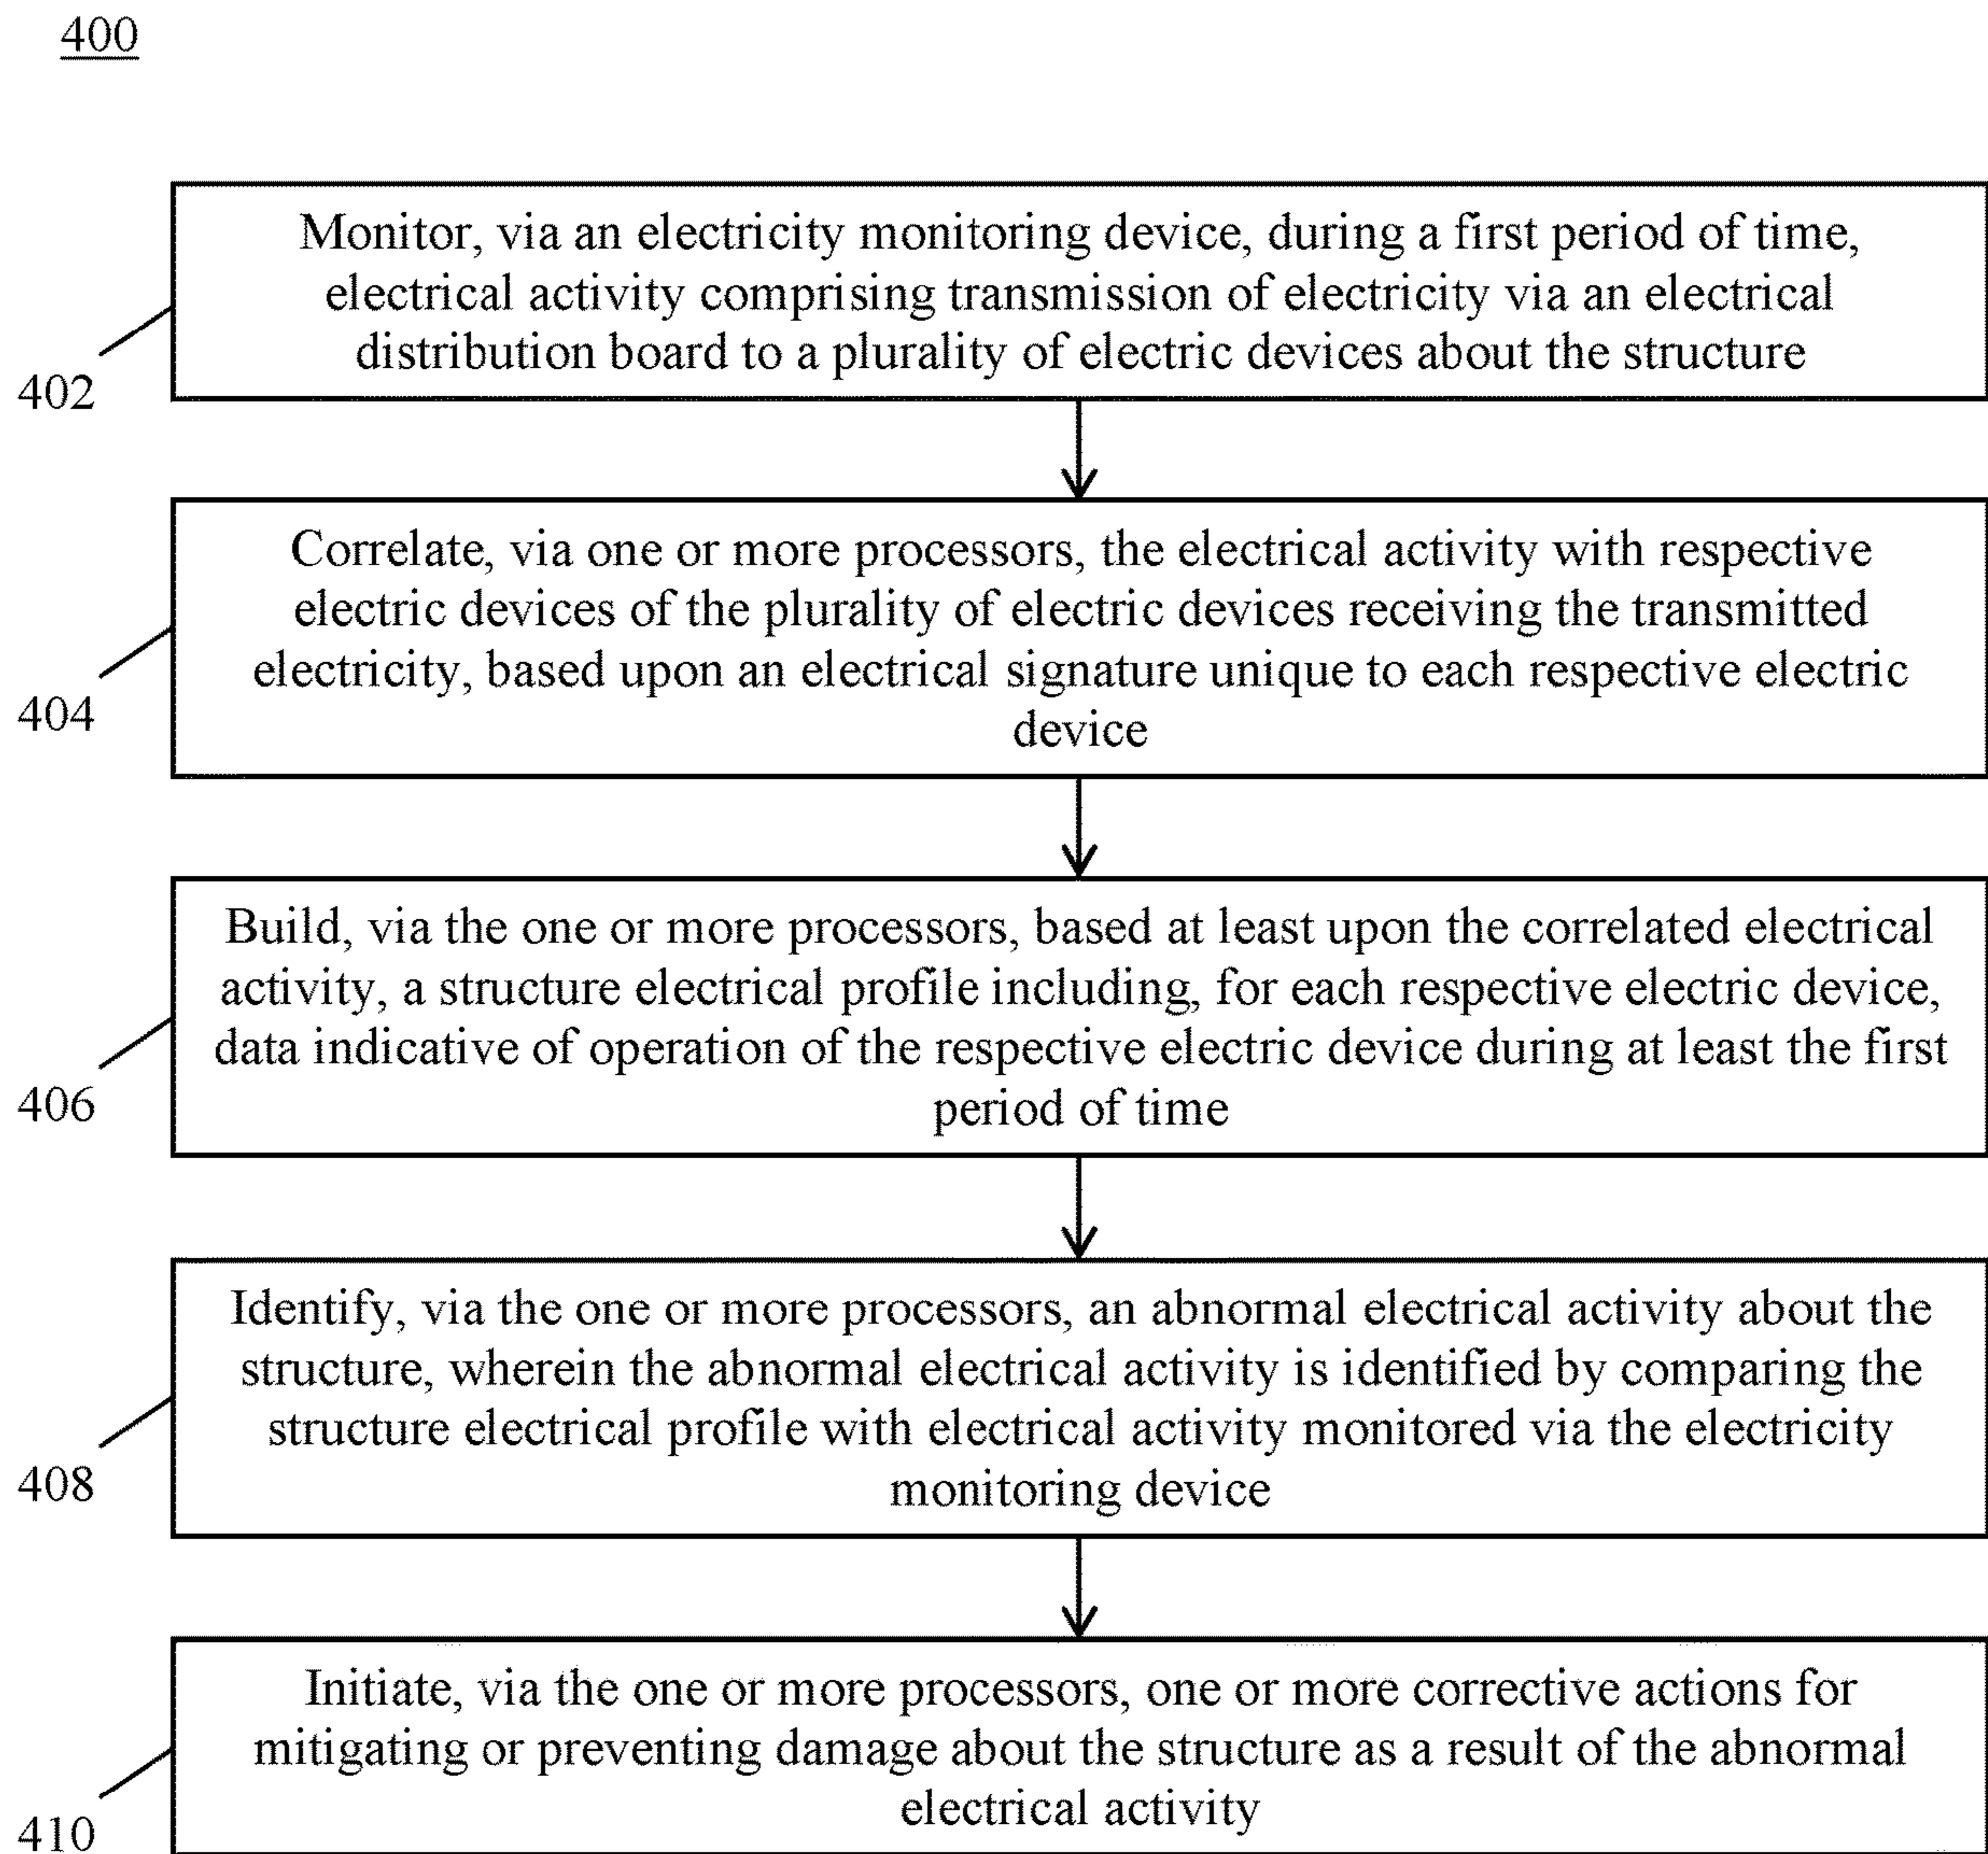 400
Monitor, via an electricity monitoring device, during a first period of time,
electrical activity comprising transmission of electricity via an electrical
distribution board to a plurality of electric devices about the structure
402
Correlate, via one or more processors, the electrical activity with respective
electric devices of the plurality of electric devices receiving the transmitted
electricity, based upon an electrical signature unique to each respective electric
device
404
Build, via the one or more processors, based at least upon the correlated electrical
activity, a structure electrical profile including, for each respective electric device,
data indicative of operation of the respective electric device during at least the first
period of time
406
Identify, via the one or more processors, an abnormal electrical activity about the
structure, wherein the abnormal electrical activity is identified by comparing the
structure electrical profile with electrical activity monitored via the electricity
monitoring device
408
Initiate, via the one or more processors, one or more corrective actions for
mitigating or preventing damage about the structure as a result of the abnormal
electrical activity
410